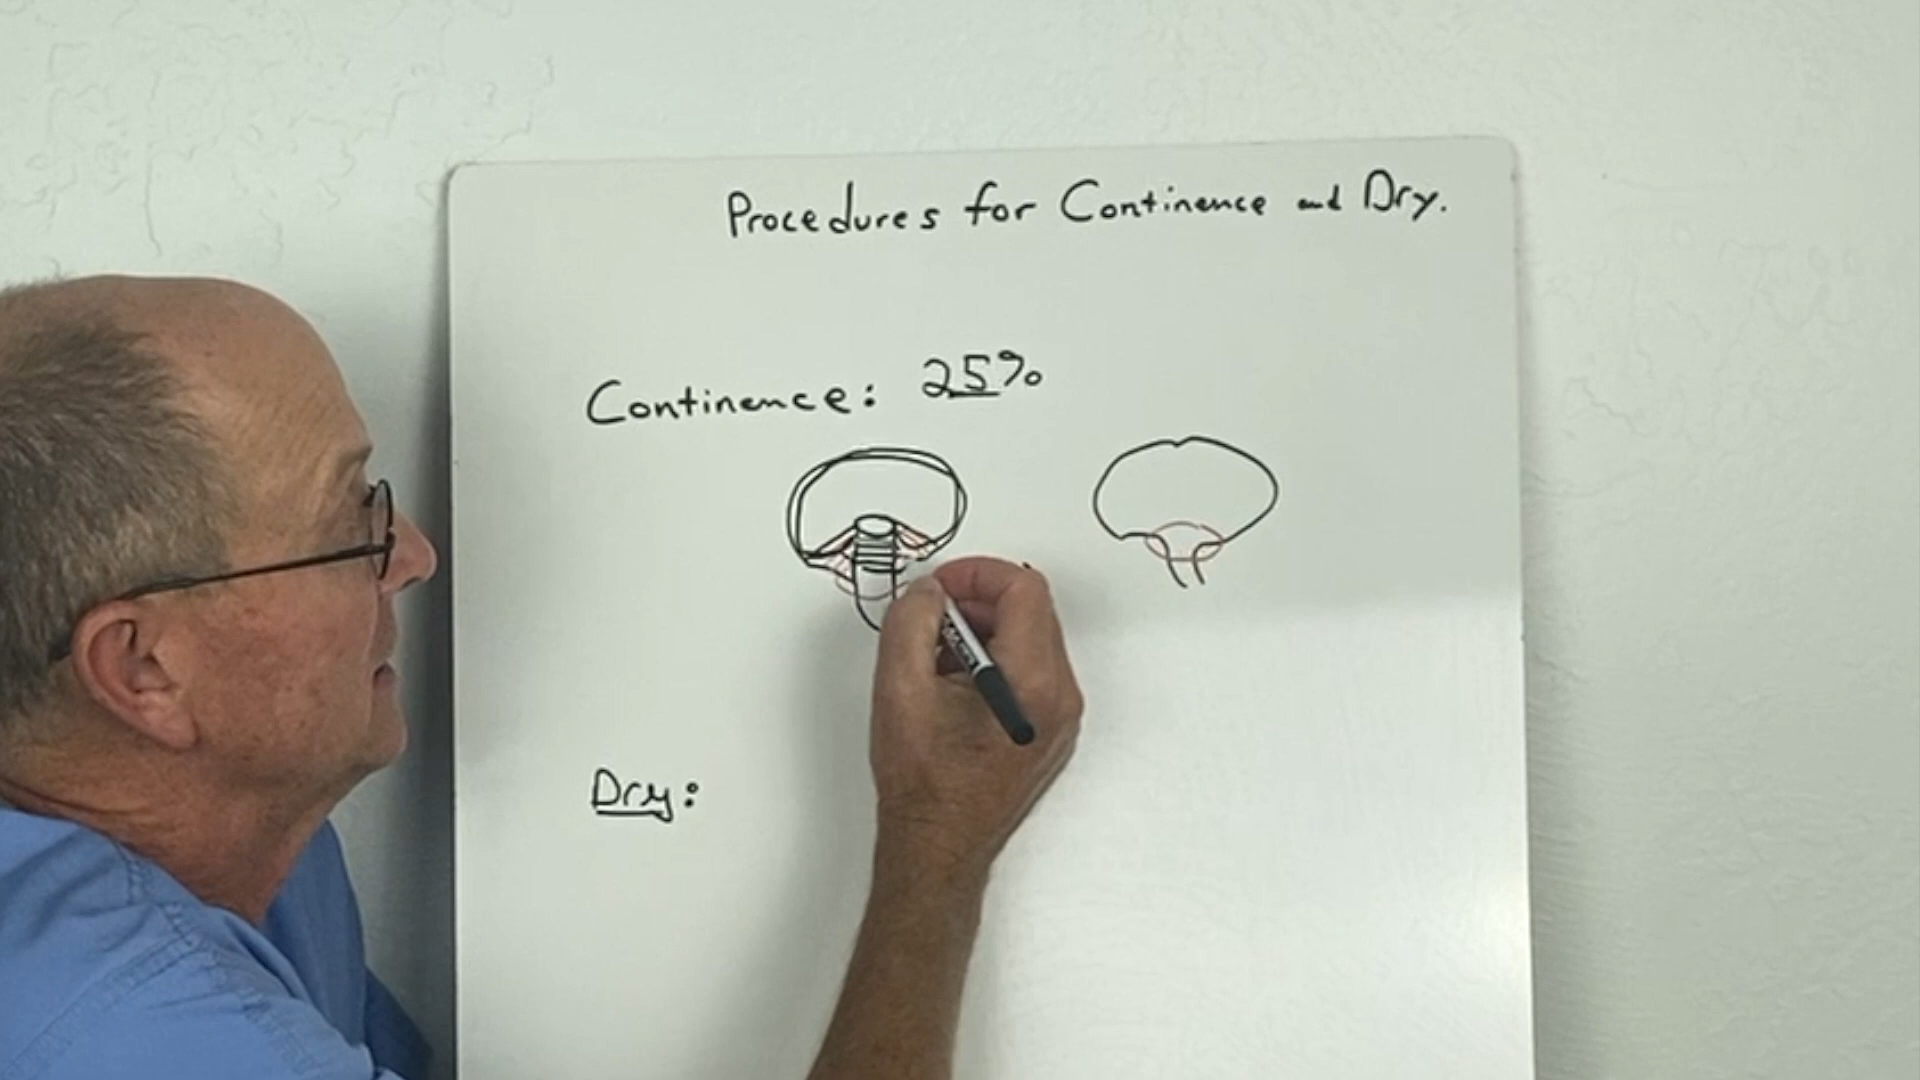 Procedures for Continence and Dry.
Continence: 25%
Dry: